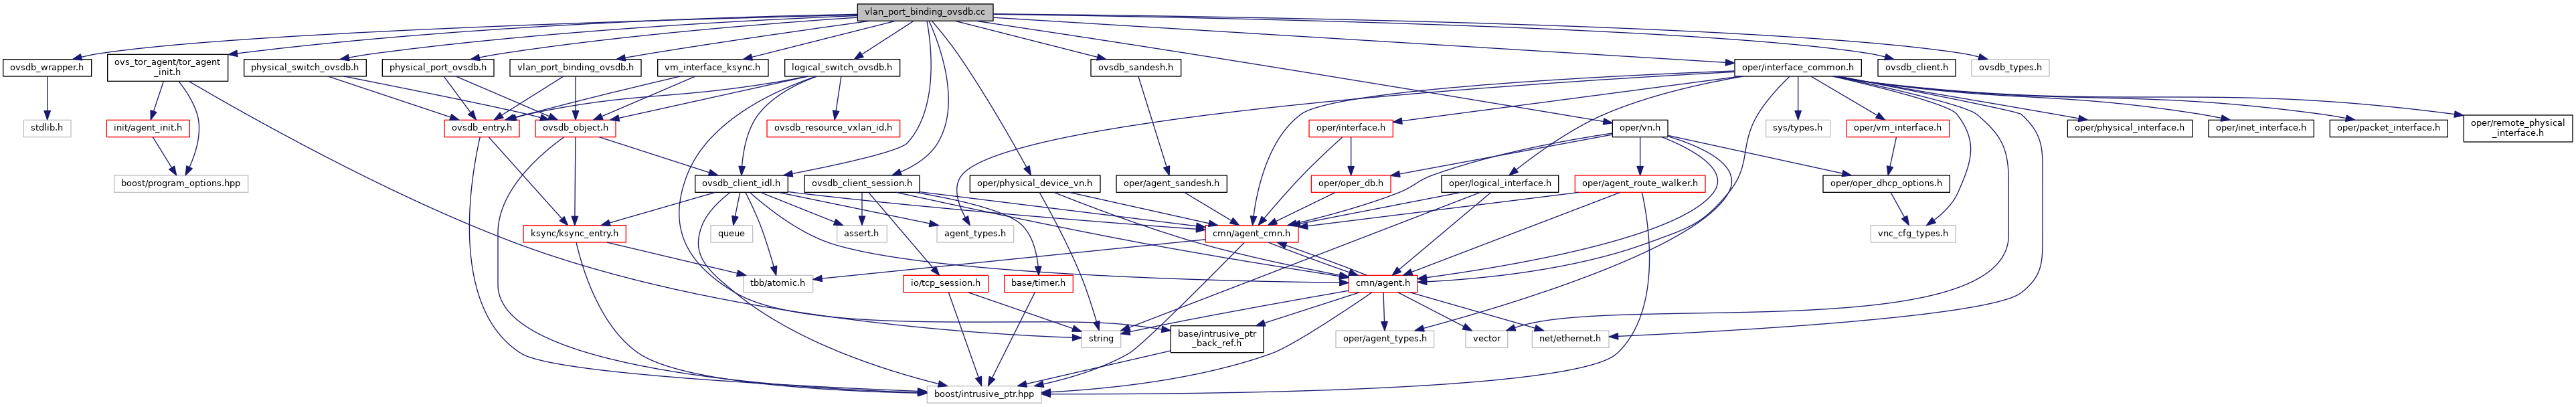 vlan_port_binding_ovsdb.cc
ovsdb_wrapper.h
ovs_tor_agent/tor_agent
_init.h
physical_switch_ovsdb.h
physical_port_ovsdb.h
vlan_port_binding_ovsdb.h
vm_interface_ksync.h
logical_switch_ovsdb.h
ovsdb_sandesh.h
oper/interface_common.h
ovsdb_client.h
ovsdb_types.h
stdlib.h
init/agent_init.h
ovsdb_entry.h
ovsdb_object.h
ovsdb_resource_vxlan_id.h
oper/interface.h
oper/vn.h
sys/types.h
oper/vm_interface.h
oper/physical_interface.h
oper/inet_interface.h
oper/packet_interface.h
oper/remote_physical
_interface.h
boost/program_options.hpp
ovsdb_client_idl.h
ovsdb_client_session.h
oper/physical_device_vn.h
oper/agent_sandesh.h
oper/oper_db.h
oper/logical_interface.h
oper/agent_route_walker.h
oper/oper_dhcp_options.h
ksync/ksync_entry.h
queue
assert.h
agent_types.h
cmn/agent_cmn.h
vnc_cfg_types.h
tbb/atomic.h
io/tcp_session.h
base/timer.h
cmn/agent.h
string
base/intrusive_ptr
_back_ref.h
oper/agent_types.h
vector
net/ethernet.h
boost/intrusive_ptr.hpp